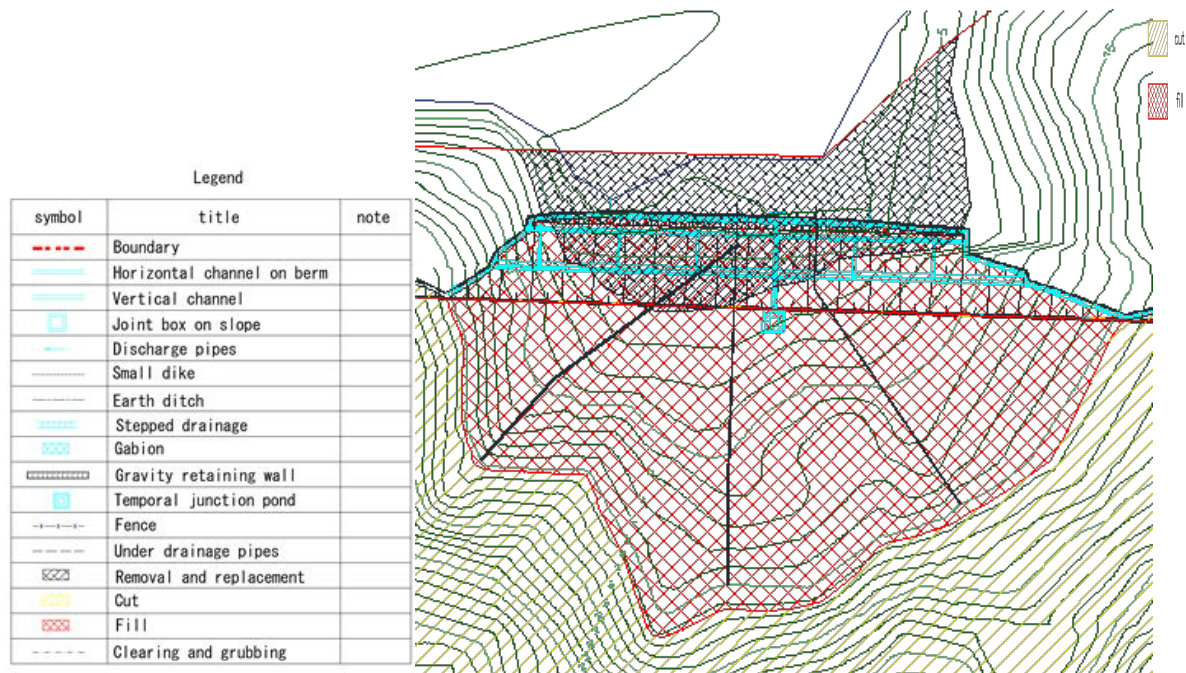 Legend
symbol title note
Boundary
Horizontal channel on berm
Vertical channel
Joint box on slope
Discharge pipes
Small dike
Earth ditch
Stepped drainage
Gabion
Gravity retaining wall
Temporal junction pond
Fence
Under drainage pipes
Removal and replacement
Cut
Fill
Clearing and grubbing
5
15
cut
fill